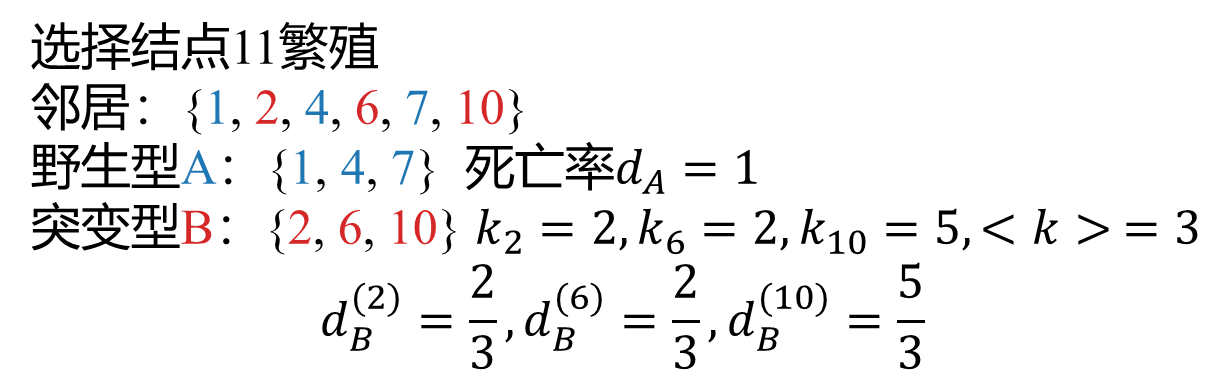 选择结点11繁殖
邻居：{1, 2, 4, 6, 7, 10}
野生型A：{1, 4, 7} 死亡率d_A = 1
突变型B：{2, 6, 10} k_2 = 2, k_6 = 2, k_10 = 5, < k > = 3
d_B^(2) = 2/3, d_B^(6) = 2/3, d_B^(10) = 5/3